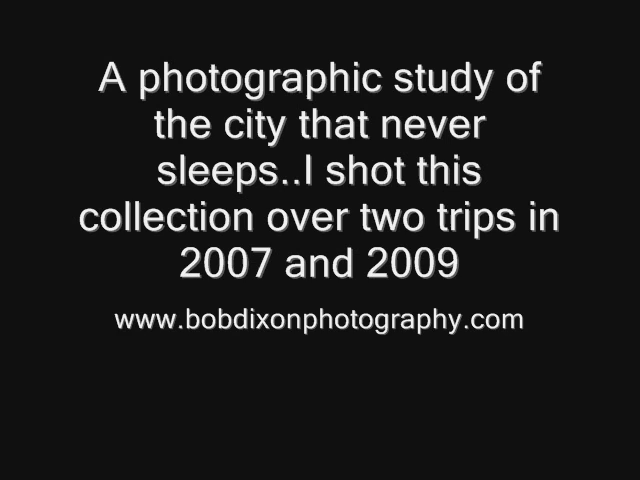 A photographic study of
the city that never
sleeps..I shot this
collection over two trips in
2007 and 2009
www.bobdixonphotography.com